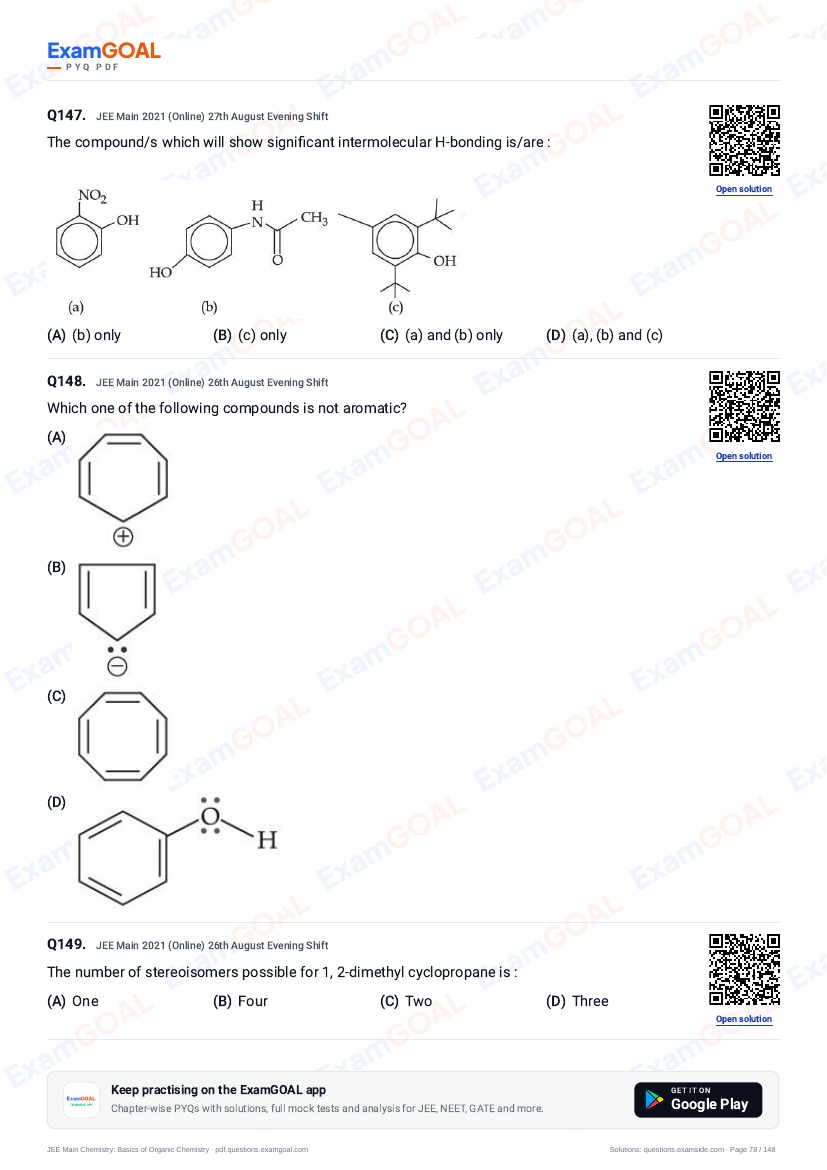 ExamGOAL
PYQ PDF
Q147. JEE Main 2021 (Online) 27th August Evening Shift
The compound/s which will show significant intermolecular H-bonding is/are :
Open solution
NO2
OH
H
N
CH3
O
HO
OH
(a) (b) (c)
(A) (b) only (B) (c) only (C) (a) and (b) only (D) (a), (b) and (c)
Q148. JEE Main 2021 (Online) 26th August Evening Shift
Which one of the following compounds is not aromatic?
Open solution
(A)
+
(B)
−
(C)
(D)
O
H
Q149. JEE Main 2021 (Online) 26th August Evening Shift
The number of stereoisomers possible for 1, 2-dimethyl cyclopropane is :
(A) One (B) Four (C) Two (D) Three
Open solution
ExamGOAL
Keep practising on the ExamGOAL app
Chapter-wise PYQs with solutions, full mock tests and analysis for JEE, NEET, GATE and more.
GET IT ON
Google Play
JEE Main Chemistry: Basics of Organic Chemistry · pdf.questions.examgoal.com
Solutions: questions.examside.com · Page 78 / 148